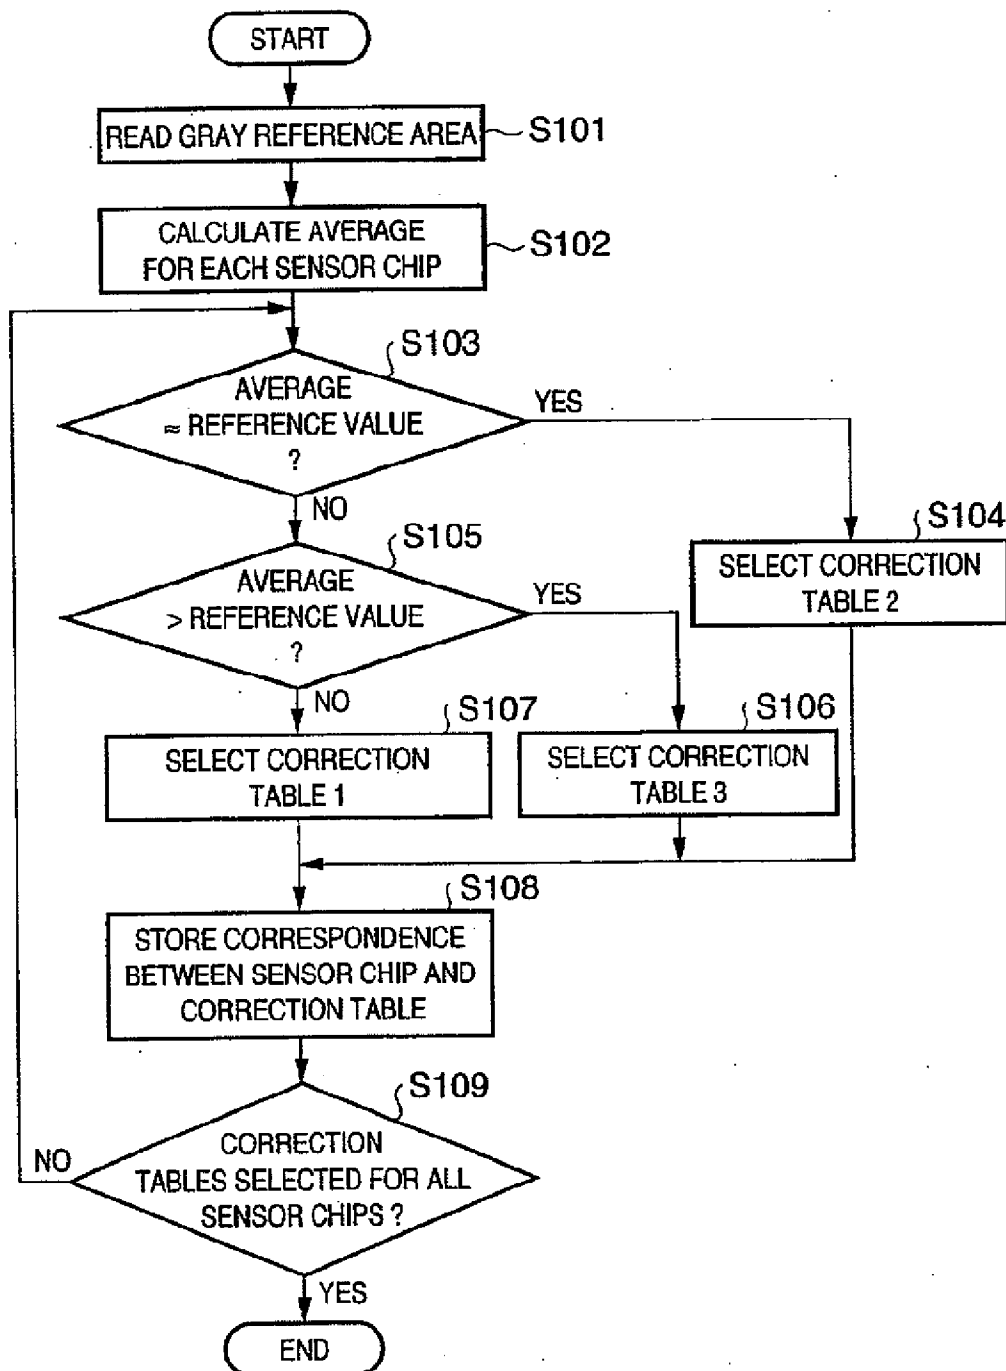 START
READ GRAY REFERENCE AREA
S101
CALCULATE AVERAGE
FOR EACH SENSOR CHIP
S102
S103
AVERAGE
≈ REFERENCE VALUE
?
YES
NO
S104
SELECT CORRECTION
TABLE 2
S105
AVERAGE
> REFERENCE VALUE
?
YES
NO
S107
SELECT CORRECTION
TABLE 1
S106
SELECT CORRECTION
TABLE 3
S108
STORE CORRESPONDENCE
BETWEEN SENSOR CHIP AND
CORRECTION TABLE
S109
CORRECTION
TABLES SELECTED FOR ALL
SENSOR CHIPS ?
NO
YES
END